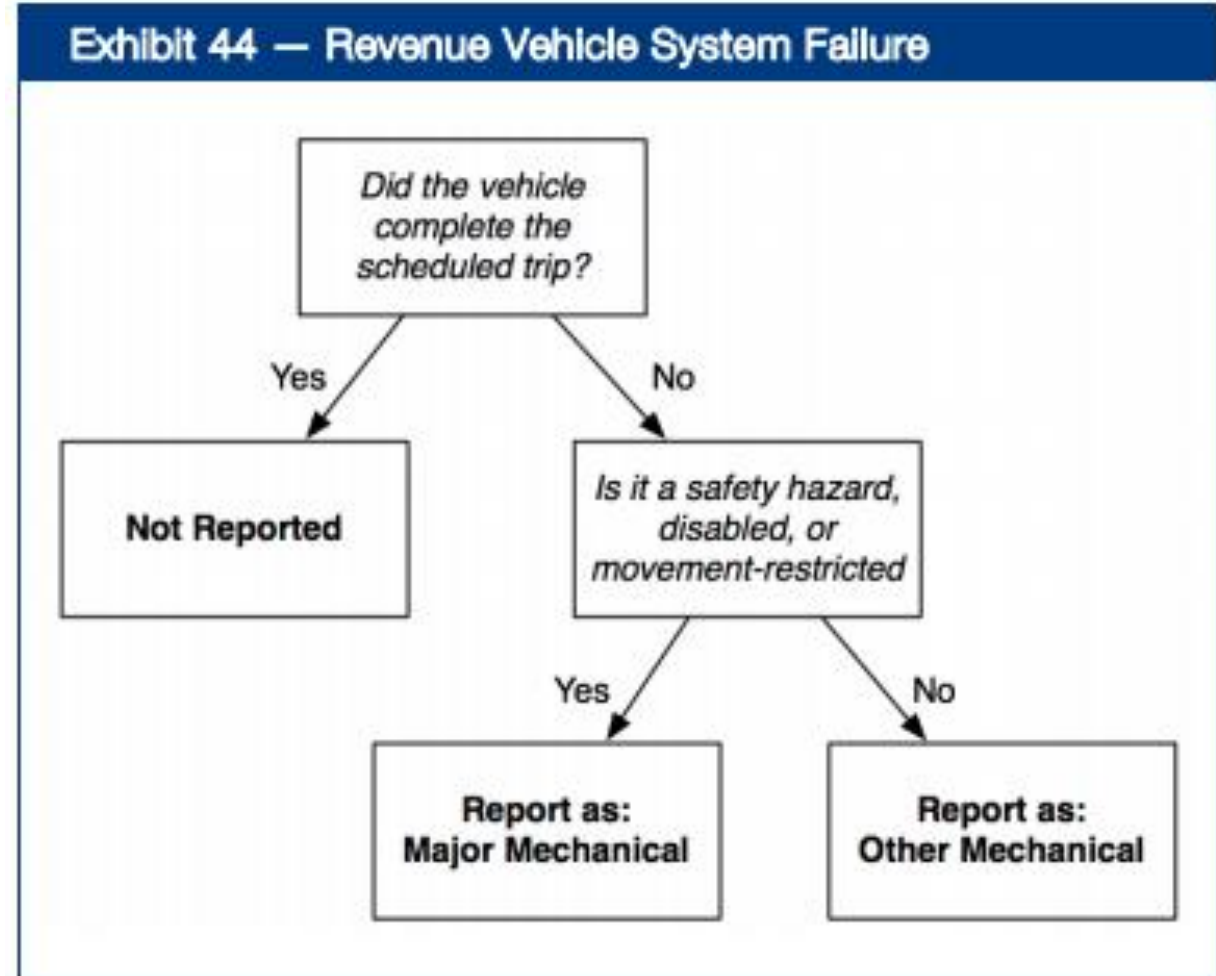 Exhibit 44 — Revenue Vehicle System Failure
Did the vehicle
complete the
scheduled trip?
Yes
No
Not Reported
Is it a safety hazard,
disabled, or
movement-restricted
Yes
No
Report as:
Major Mechanical
Report as:
Other Mechanical